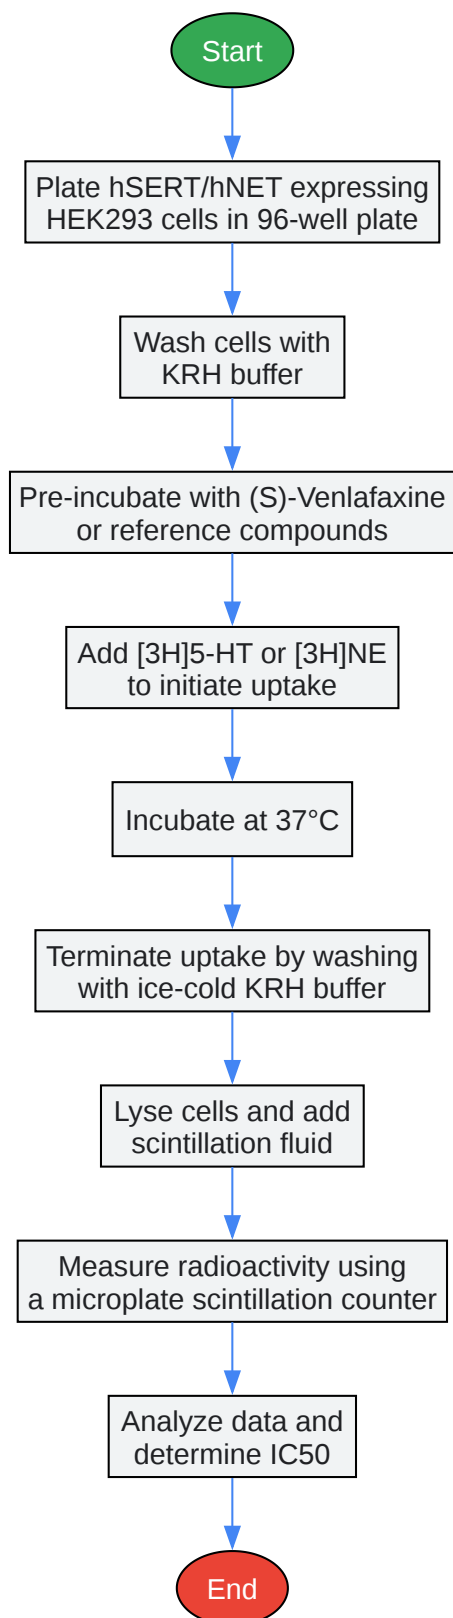 Start
Plate hSERT/hNET expressing
HEK293 cells in 96-well plate
Wash cells with
KRH buffer
Pre-incubate with (S)-Venlafaxine
or reference compounds
Add [3H]5-HT or [3H]NE
to initiate uptake
Incubate at 37°C
Terminate uptake by washing
with ice-cold KRH buffer
Lyse cells and add
scintillation fluid
Measure radioactivity using
a microplate scintillation counter
Analyze data and
determine IC50
End